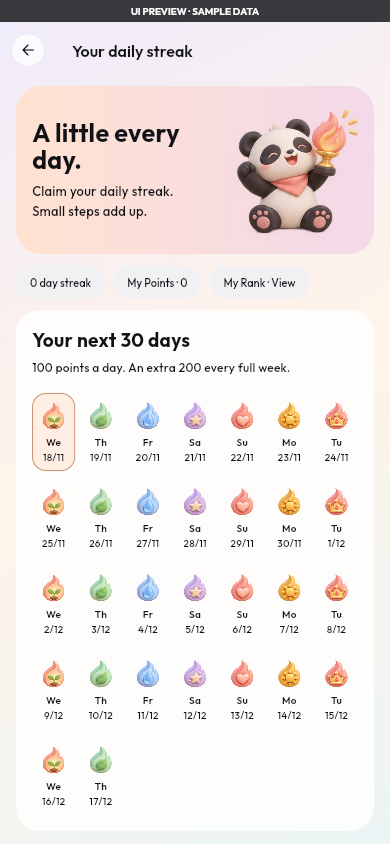 UI PREVIEW · SAMPLE DATA
Your daily streak
A little every
day.
Claim your daily streak.
Small steps add up.
0 day streak
My Points · 0
My Rank · View
Your next 30 days
100 points a day. An extra 200 every full week.
We Th Fr Sa Su Mo Tu
18/11 19/11 20/11 21/11 22/11 23/11 24/11
We Th Fr Sa Su Mo Tu
25/11 26/11 27/11 28/11 29/11 30/11 1/12
We Th Fr Sa Su Mo Tu
2/12 3/12 4/12 5/12 6/12 7/12 8/12
We Th Fr Sa Su Mo Tu
9/12 10/12 11/12 12/12 13/12 14/12 15/12
We Th
16/12 17/12